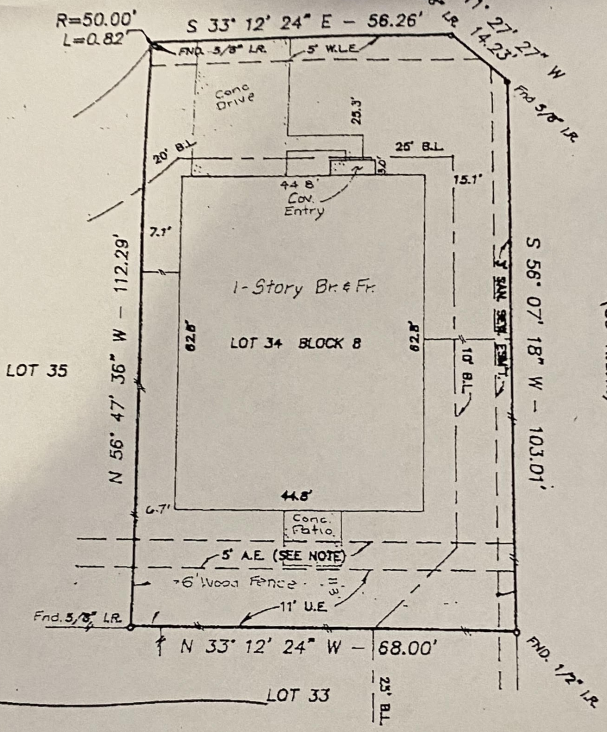 R=50.00'
L=0.82'
S 33° 12' 24" E - 56.26'
I.R.
27' 27" W
14.23'
FND. 5/8" I.R.
5' W.L.E.
Conc
Drive
25.3'
Fnd 5/8" I.R.
20' B.L.
25' B.L.
3.0'
44.8'
Cov.
Entry
15.1'
7.1'
1-Story Br. & Fr.
LOT 34 BLOCK 8
62.8'
62.8'
10' B.L.
SAN. SEW. ESMT.
N 56° 47' 36" W - 112.29'
S 56° 07' 18" W - 103.01'
LOT 35
6.7'
44.8'
Conc.
Patio
5' A.E. (SEE NOTE)
6' Wood Fence
11' U.E.
Fnd. 5/8" I.R.
N 33° 12' 24" W - 68.00'
FND. 1/2" I.R.
LOT 33
25' B.L.